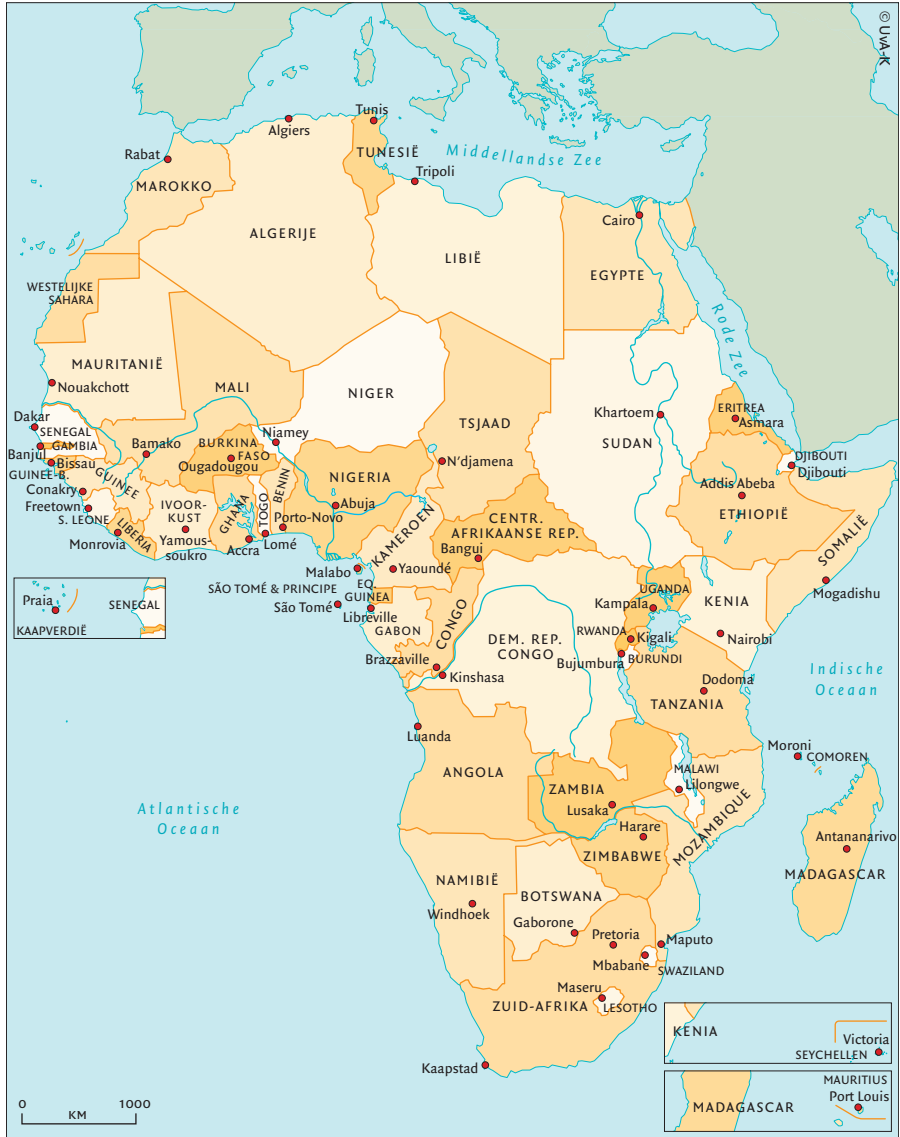 © UvA-K
Tunis
Algiers
TUNESIË
Middellandse Zee
Rabat
Tripoli
MAROKKO
Cairo
ALGERIJE
LIBIË
EGYPTE
WESTELIJKE
SAHARA
Rode Zee
MAURITANIË
Nouakchott
MALI
NIGER
TSJAAD
Khartoem
SUDAN
ERITREA
Asmara
Dakar
SENEGAL
GAMBIA
Banjul
Bissau
GUINEE-B.
GUINEE
Conakry
Freetown
S. LEONE
LIBERIA
Monrovia
Bamako
BURKINA
FASO
Ougadougou
Niamey
NIGERIA
N'djamena
DJIBOUTI
Djibouti
Addis Abeba
ETHIOPIË
SOMALIË
IVOOR-
KUST
Yamous-
soukro
GHANA
Accra
TOGO
Lomé
BENIN
Porto-Novo
Abuja
KAMEROEN
CENTR.
AFRIKAANSE REP.
Bangui
Malabo
Yaoundé
EQ.
GUINEA
SÃO TOMÉ & PRINCIPE
São Tomé
Libreville
GABON
CONGO
Brazzaville
Kinshasa
DEM. REP.
CONGO
UGANDA
Kampala
KENIA
Mogadishu
RWANDA
Kigali
Nairobi
Bujumbura
BURUNDI
Praia
KAAPVERDIË
SENEGAL
Indische
Oceaan
Dodoma
TANZANIA
Luanda
ANGOLA
Moroni
COMOREN
MALAWI
Lilongwe
ZAMBIA
Lusaka
MOZAMBIQUE
Atlantische
Oceaan
Harare
ZIMBABWE
Antananarivo
MADAGASCAR
NAMIBIË
Windhoek
BOTSWANA
Gaborone
Pretoria
Maputo
Mbabane
SWAZILAND
Maseru
LESOTHO
ZUID-AFRIKA
Kaapstad
KENIA
Victoria
SEYCHELLEN
MAURITIUS
Port Louis
MADAGASCAR
0 1000
KM